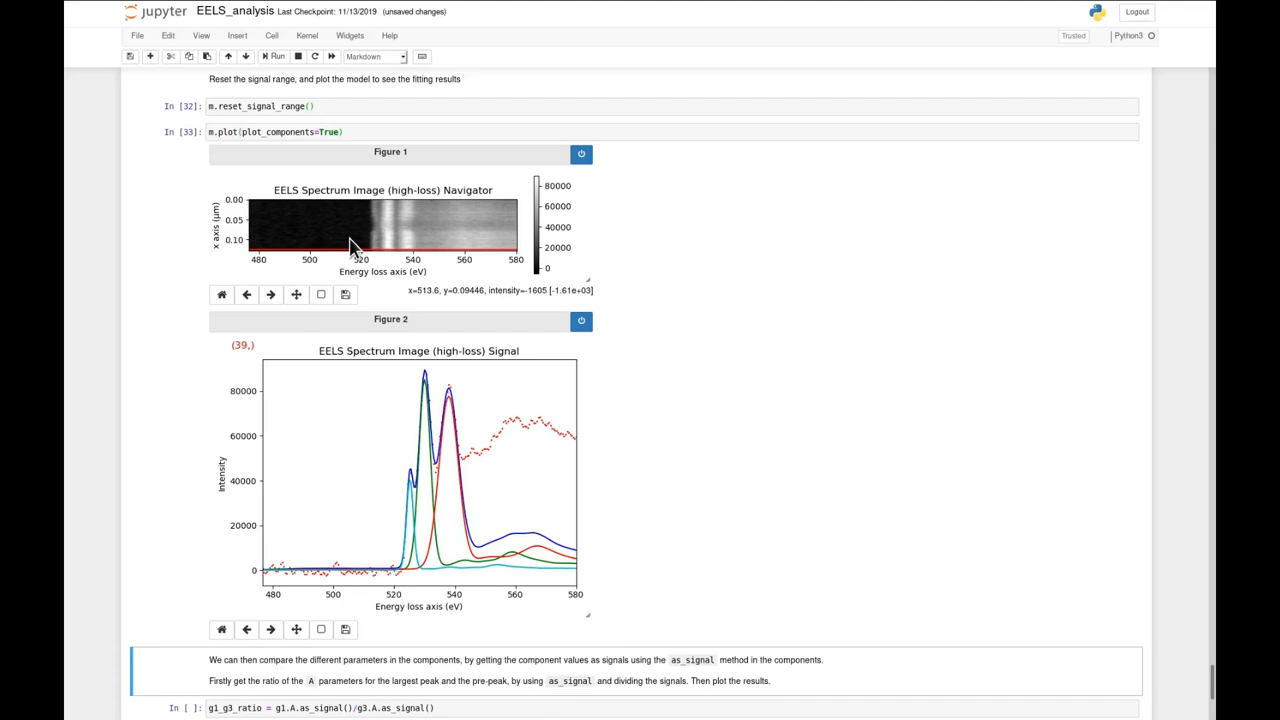 jupyter EELS_analysis Last Checkpoint: 11/13/2019 (unsaved changes) Logout
File Edit View Insert Cell Kernel Widgets Help Trusted Python3
Run Markdown
Reset the signal range, and plot the model to see the fitting results
In [32]: m.reset_signal_range()
In [33]: m.plot(plot_components=True)
Figure 1
EELS Spectrum Image (high-loss) Navigator
0.00
0.05
0.10
x axis (µm)
480 500 520 540 560 580
Energy loss axis (eV)
80000
60000
40000
20000
0
x=513.6, y=0.09446, intensity=-1605 [-1.61e+03]
Figure 2
(39,)
EELS Spectrum Image (high-loss) Signal
80000
60000
40000
20000
0
Intensity
480 500 520 540 560 580
Energy loss axis (eV)
We can then compare the different parameters in the components, by getting the component values as signals using the as_signal method in the components.
Firstly get the ratio of the A parameters for the largest peak and the pre-peak, by using as_signal and dividing the signals. Then plot the results.
In [ ]: g1_g3_ratio = g1.A.as_signal()/g3.A.as_signal()